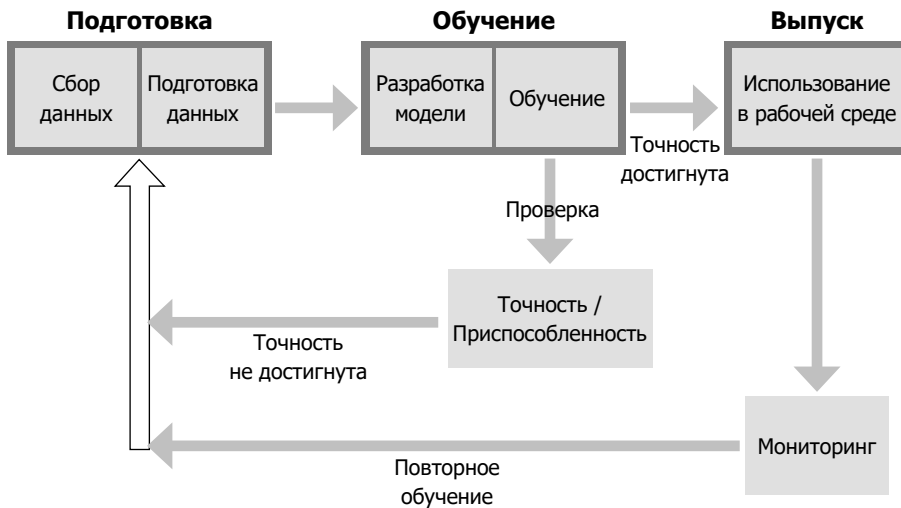 Подготовка
Обучение
Выпуск
Сбор
данных
Подготовка
данных
Разработка
модели
Обучение
Использование
в рабочей среде
Точность
достигнута
Проверка
Точность /
Приспособленность
Точность
не достигнута
Мониторинг
Повторное
обучение